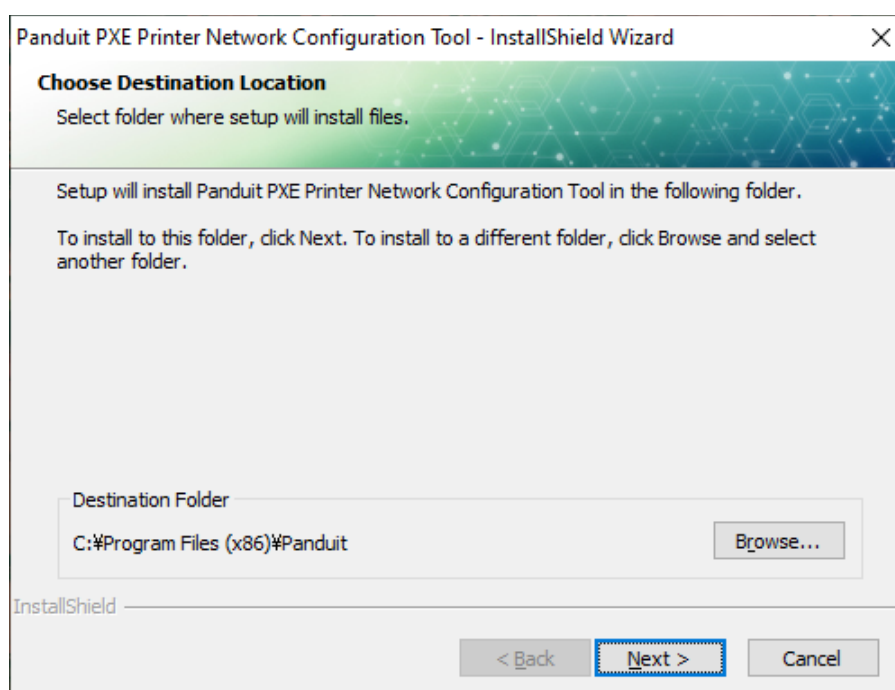 Panduit PXE Printer Network Configuration Tool - InstallShield Wizard
Choose Destination Location
Select folder where setup will install files.
Setup will install Panduit PXE Printer Network Configuration Tool in the following folder.
To install to this folder, click Next. To install to a different folder, click Browse and select
another folder.
Destination Folder
C:¥Program Files (x86)¥Panduit
Browse...
InstallShield
< Back
Next >
Cancel